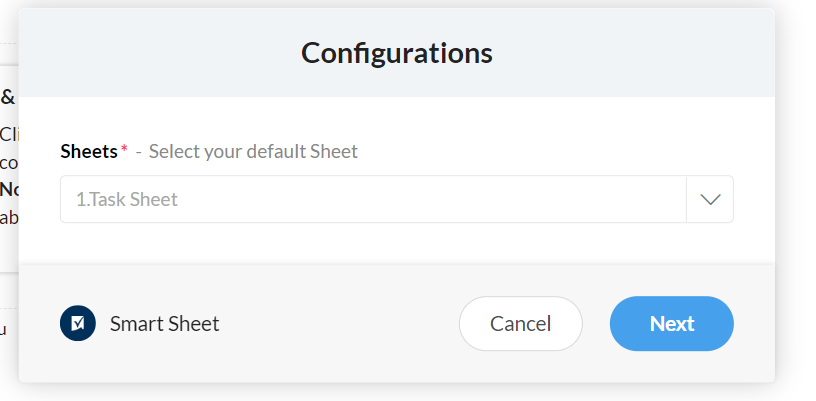 Configurations
&
Sheets* - Select your default Sheet
1.Task Sheet
Smart Sheet
Cancel
Next